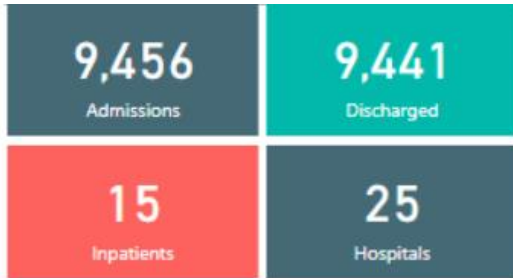 9,456
Admissions
9,441
Discharged
15
Inpatients
25
Hospitals